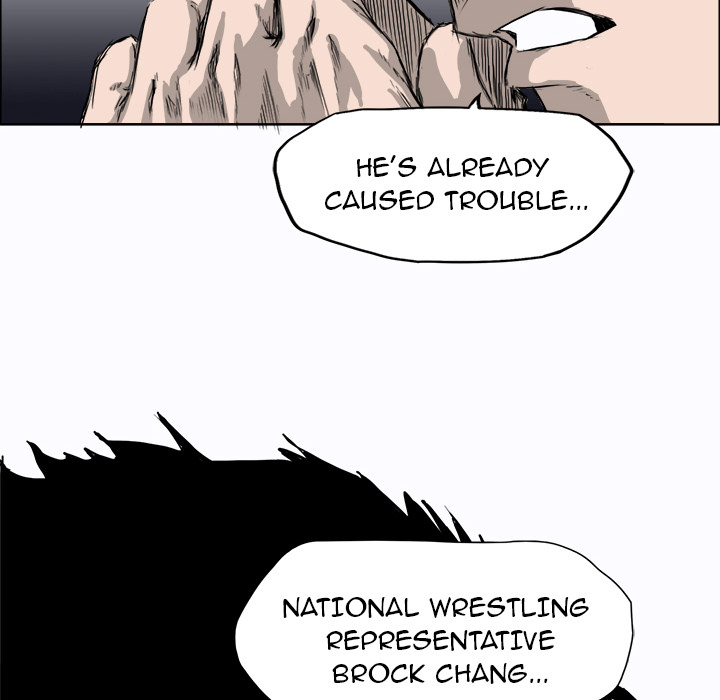 HE'S ALREADY
CAUSED TROUBLE...
NATIONAL WRESTLING
REPRESENTATIVE
BROCK CHANG...